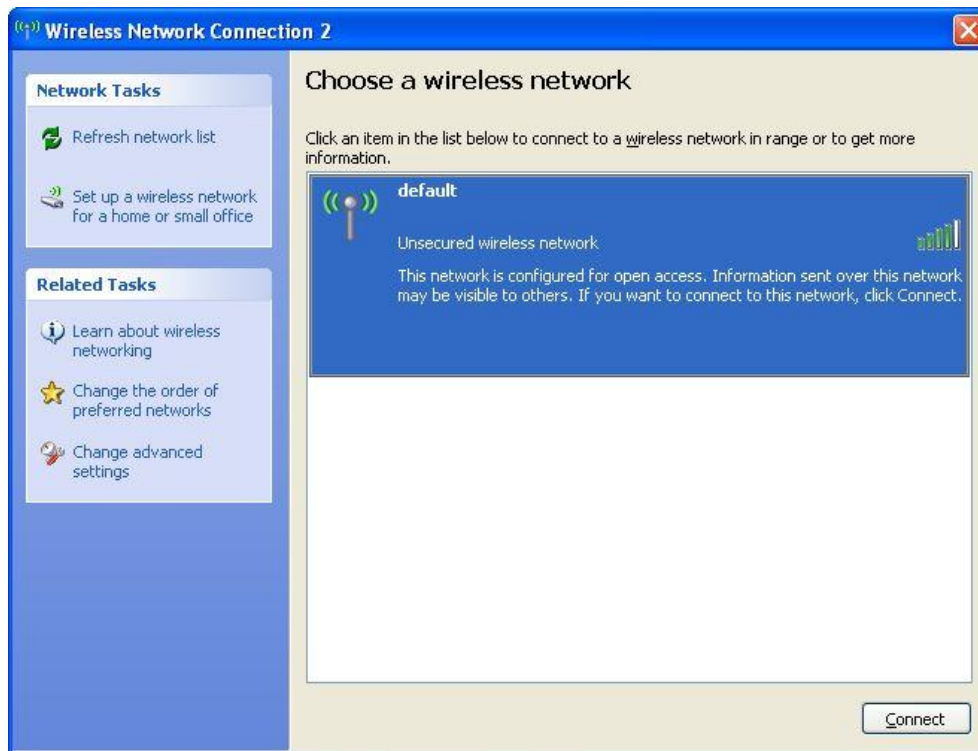 Wireless Network Connection 2
Network Tasks
Refresh network list
Set up a wireless network
for a home or small office
Related Tasks
Learn about wireless
networking
Change the order of
preferred networks
Change advanced
settings
Choose a wireless network
Click an item in the list below to connect to a wireless network in range or to get more
information.
default
Unsecured wireless network
This network is configured for open access. Information sent over this network
may be visible to others. If you want to connect to this network, click Connect.
Connect